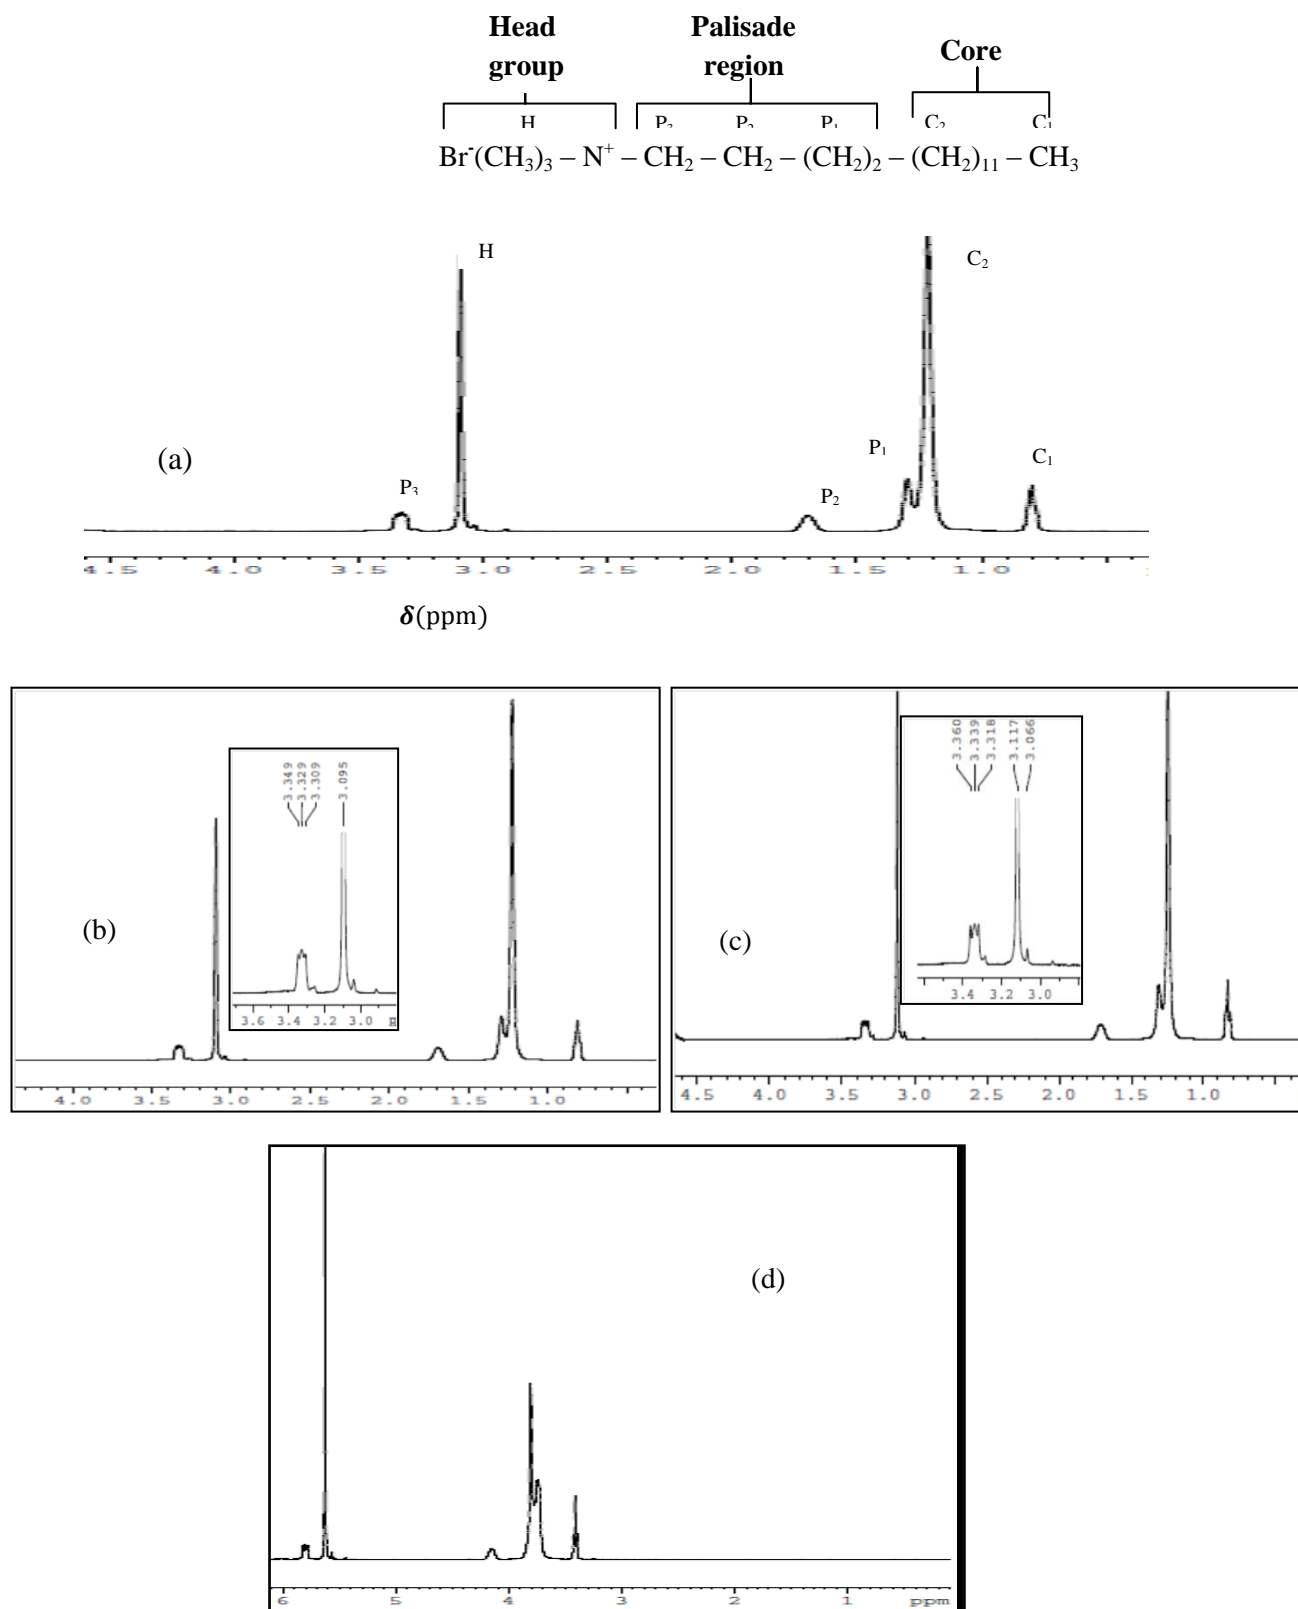 Head group
Palisade region
Core
H P₃ P₂ P₁ C₂ C₁
Br⁻(CH₃)₃ – N⁺ – CH₂ – CH₂ – (CH₂)₂ – (CH₂)₁₁ – CH₃
H
C₂
(a)
P₃
P₂
P₁
C₁
4.5 4.0 3.5 3.0 2.0 1.5 1.0
δ(ppm)
(b)
3.349
3.329
3.309
3.095
3.6 3.4 3.2 3.0
4.0 3.5 3.0 2.0 1.5 1.0
(c)
3.360
3.339
3.318
3.117
3.066
3.4 3.2 3.0
4.5 4.0 3.5 3.0 2.5 2.0 1.5 1.0
(d)
6 5 4 3 2 1 ppm